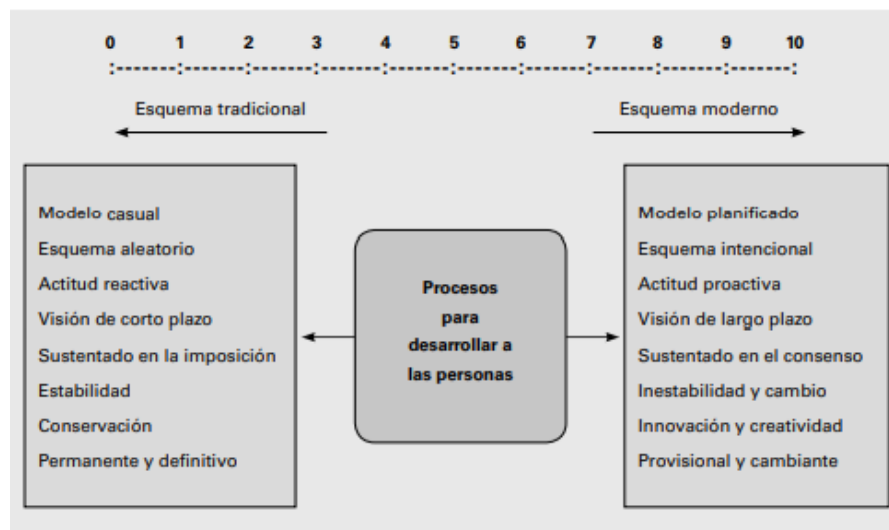 0 1 2 3 4 5 6 7 8 9 10
:-------:-------:-------:-------:-------:-------:-------:-------:-------:-------:
Esquema tradicional
Esquema moderno
Modelo casual
Esquema aleatorio
Actitud reactiva
Visión de corto plazo
Sustentado en la imposición
Estabilidad
Conservación
Permanente y definitivo
Procesos
para
desarrollar a
las personas
Modelo planificado
Esquema intencional
Actitud proactiva
Visión de largo plazo
Sustentado en el consenso
Inestabilidad y cambio
Innovación y creatividad
Provisional y cambiante